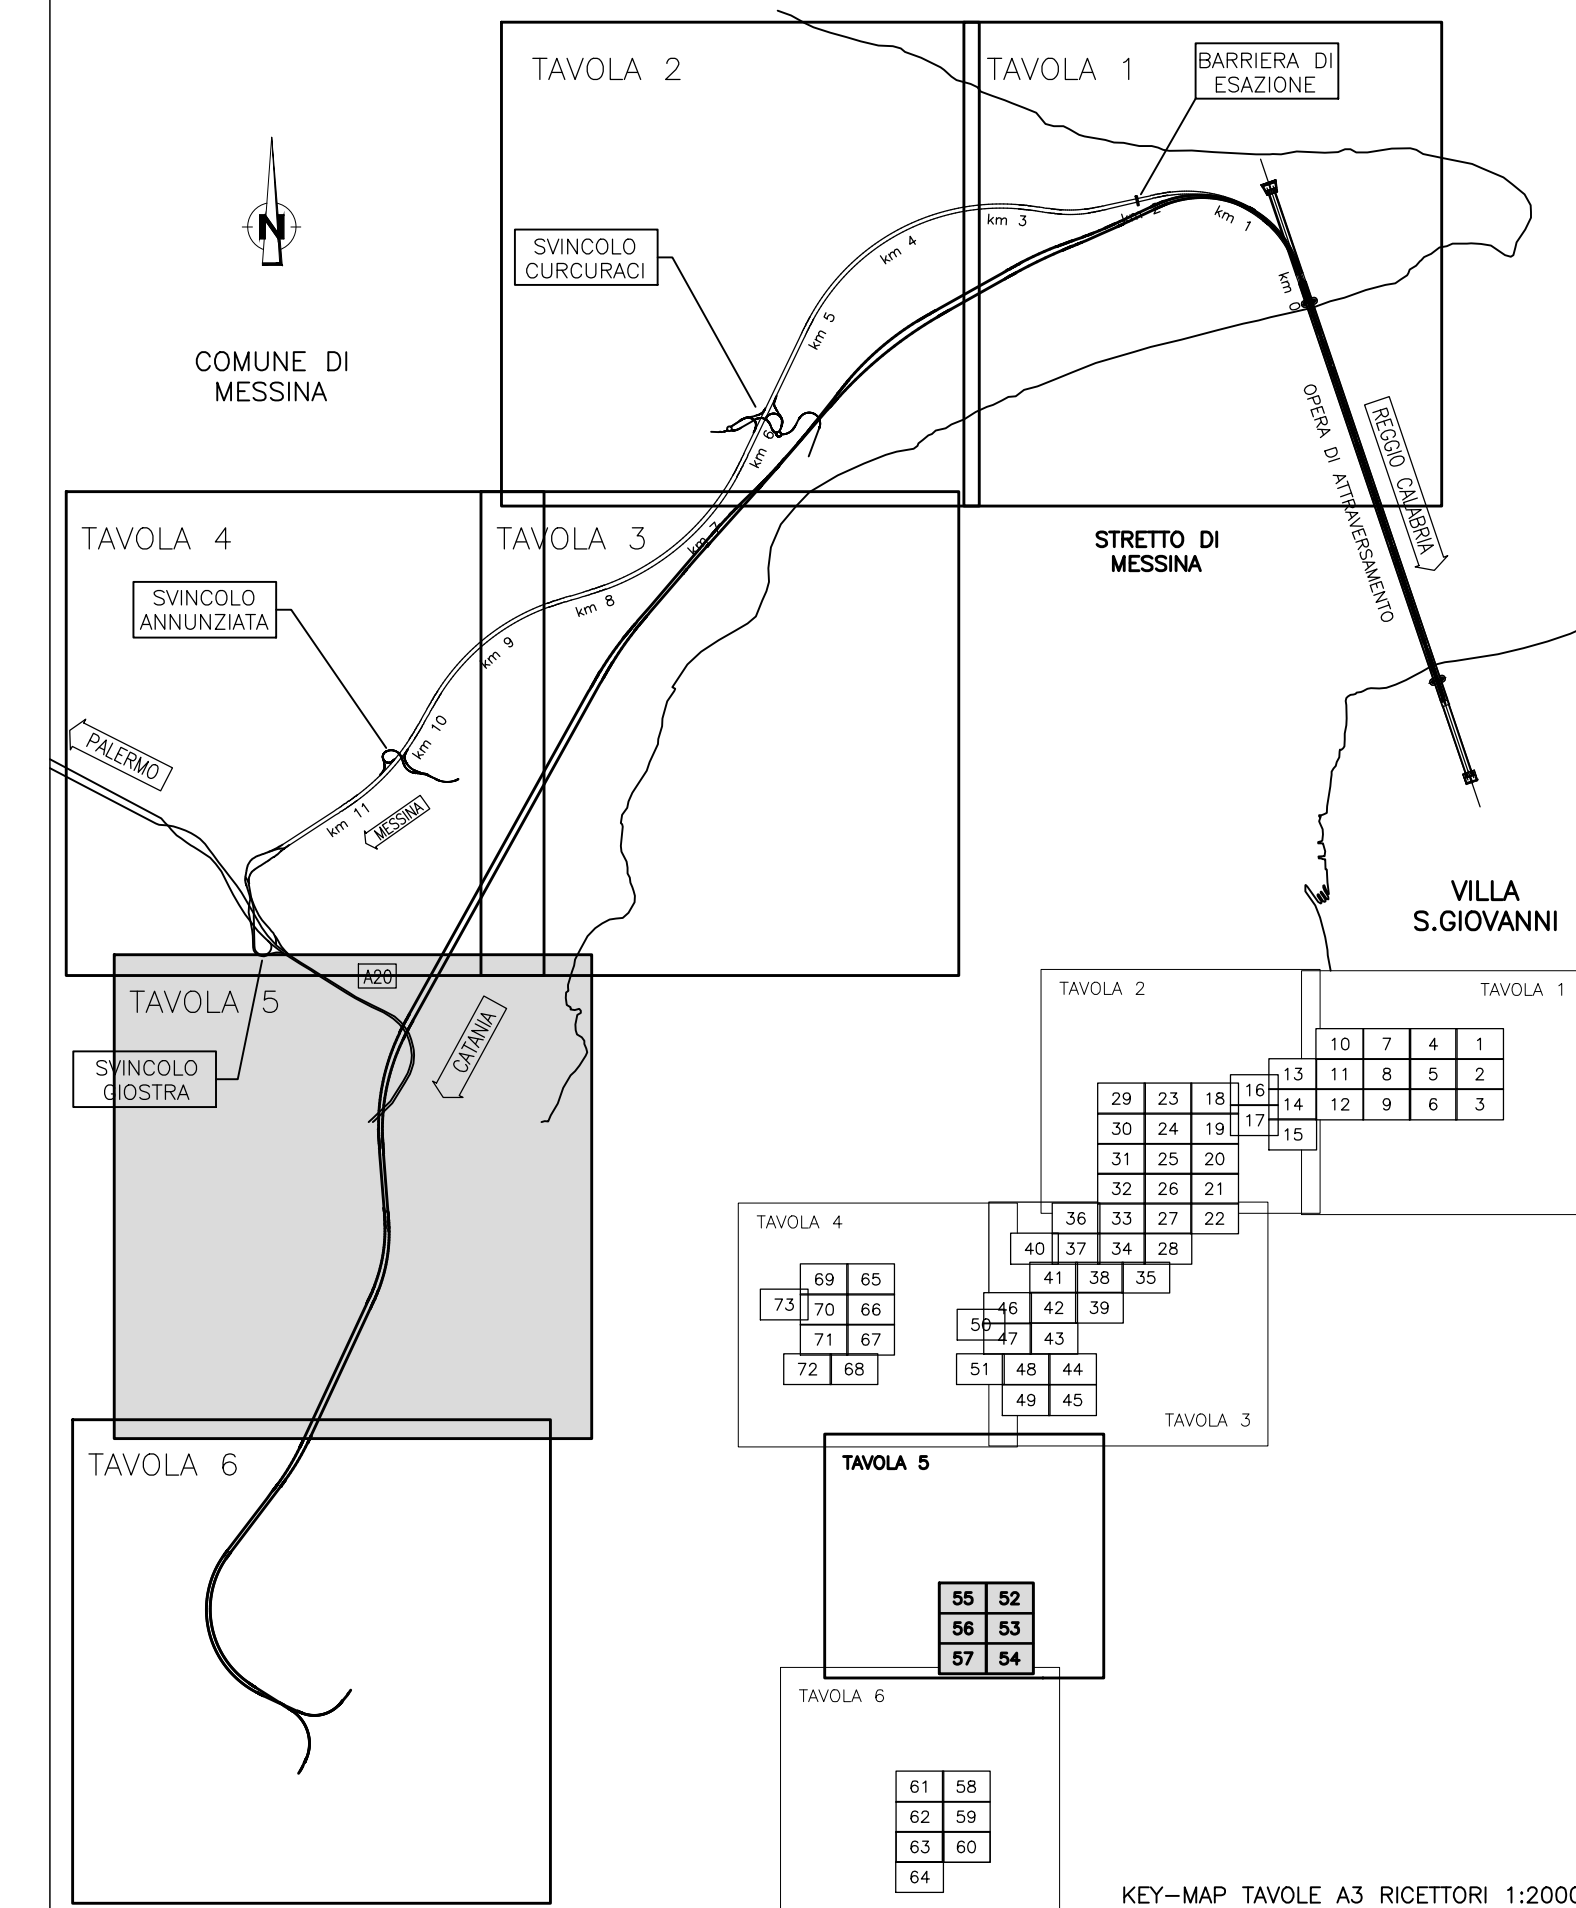 TAVOLA 2
TAVOLA 1
BARRIERA DI
ESAZIONE
N
SVINCOLO
CURCURACI
COMUNE DI
MESSINA
km 0
km 1
km 2
km 3
km 4
km 5
km 6
km 7
km 8
km 9
km 10
km 11
OPERA DI ATTRAVERSAMENTO
REGGIO CALABRIA
STRETTO DI
MESSINA
TAVOLA 4
TAVOLA 3
SVINCOLO
ANNUNZIATA
PALERMO
MESSINA
VILLA
S.GIOVANNI
A20
CATANIA
TAVOLA 5
SVINCOLO
GIOSTRA
TAVOLA 6
TAVOLA 2
TAVOLA 1
10 7 4 1
13 11 8 5 2
16
14 12 9 6 3
17
15
29 23 18
30 24 19
31 25 20
32 26 21
36 33 27 22
40 37 34 28
41 38 35
46 42 39
50
47 43
51 48 44
49 45
TAVOLA 3
TAVOLA 4
69 65
73
70 66
71 67
72 68
TAVOLA 5
55 52
56 53
57 54
TAVOLA 6
61 58
62 59
63 60
64
KEY-MAP TAVOLE A3 RICETTORI 1:2000